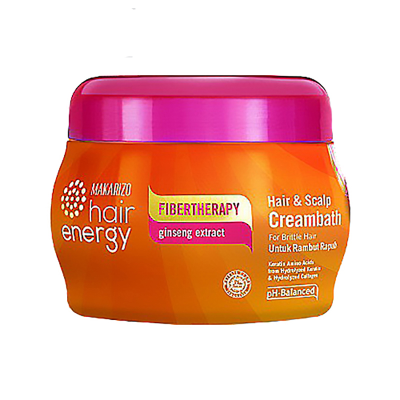 MAKARIZO
hair
energy
FIBERTHERAPY
ginseng extract
Hair & Scalp
Creambath
For Brittle Hair
Untuk Rambut Rapuh
Keratin Amino Acids
from Hydrolyzed Keratin
& Hydrolyzed Collagen
pH-Balanced